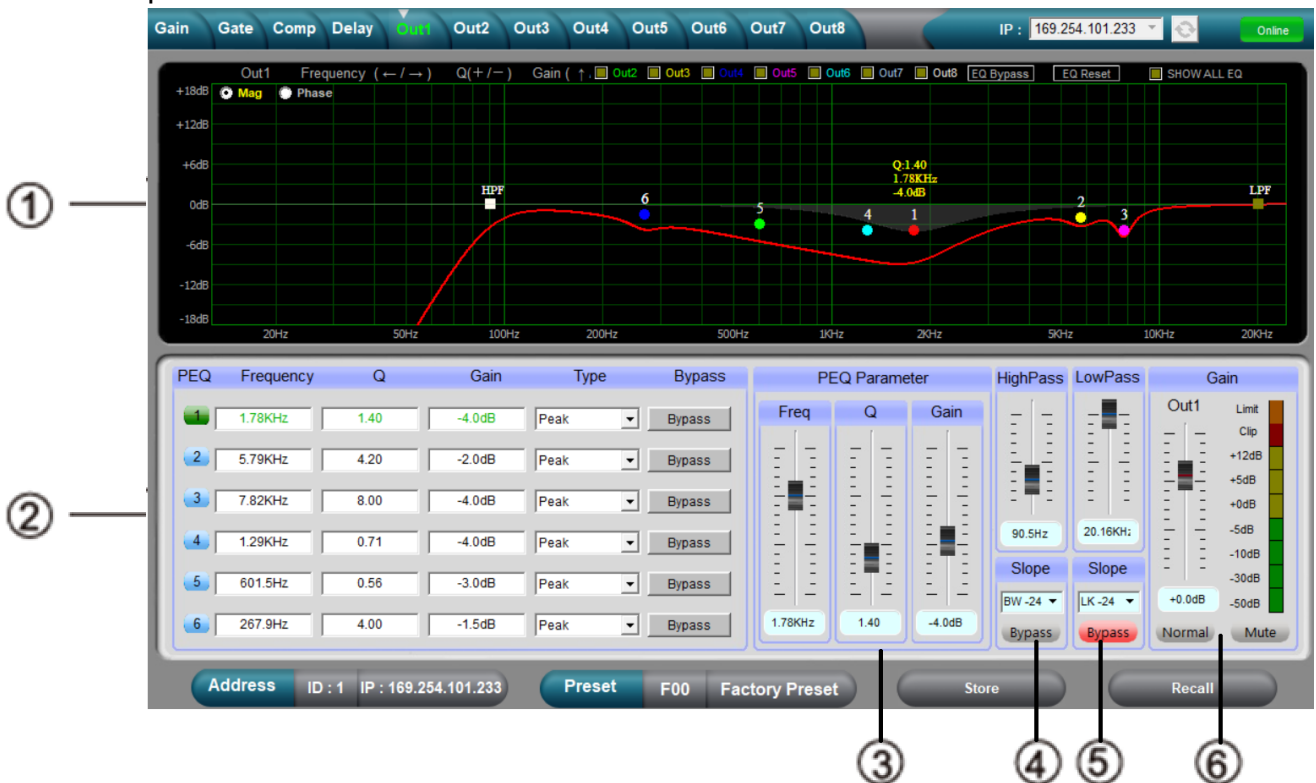 Gain Gate Comp Delay Out1 Out2 Out3 Out4 Out5 Out6 Out7 Out8 IP : 169.254.101.233 Online
Out1 Frequency ( ← / → ) Q(+ / − ) Gain ( ↑ . Out2 Out3 Out4 Out5 Out6 Out7 Out8 EQ Bypass EQ Reset SHOW ALL EQ
+18dB Mag Phase
+12dB
+6dB
Q:1.40
1.78KHz
-4.0dB
① HPF LPF
0dB 6 5 4 1 2 3
-6dB
-12dB
-18dB
20Hz 50Hz 100Hz 200Hz 500Hz 1KHz 2KHz 5KHz 10KHz 20KHz
PEQ Frequency Q Gain Type Bypass PEQ Parameter HighPass LowPass Gain
Freq Q Gain Out1
1 1.78KHz 1.40 -4.0dB Peak Bypass
2 5.79KHz 4.20 -2.0dB Peak Bypass
② 3 7.82KHz 8.00 -4.0dB Peak Bypass
4 1.29KHz 0.71 -4.0dB Peak Bypass
5 601.5Hz 0.56 -3.0dB Peak Bypass
6 267.9Hz 4.00 -1.5dB Peak Bypass
1.78KHz 1.40 -4.0dB
90.5Hz 20.16KHz
Slope Slope
BW -24 LK -24
Bypass Bypass
Limit
Clip
+12dB
+5dB
+0dB
-5dB
-10dB
-30dB
-50dB
+0.0dB
Normal Mute
Address ID : 1 IP : 169.254.101.233 Preset F00 Factory Preset Store Recall
③ ④ ⑤ ⑥